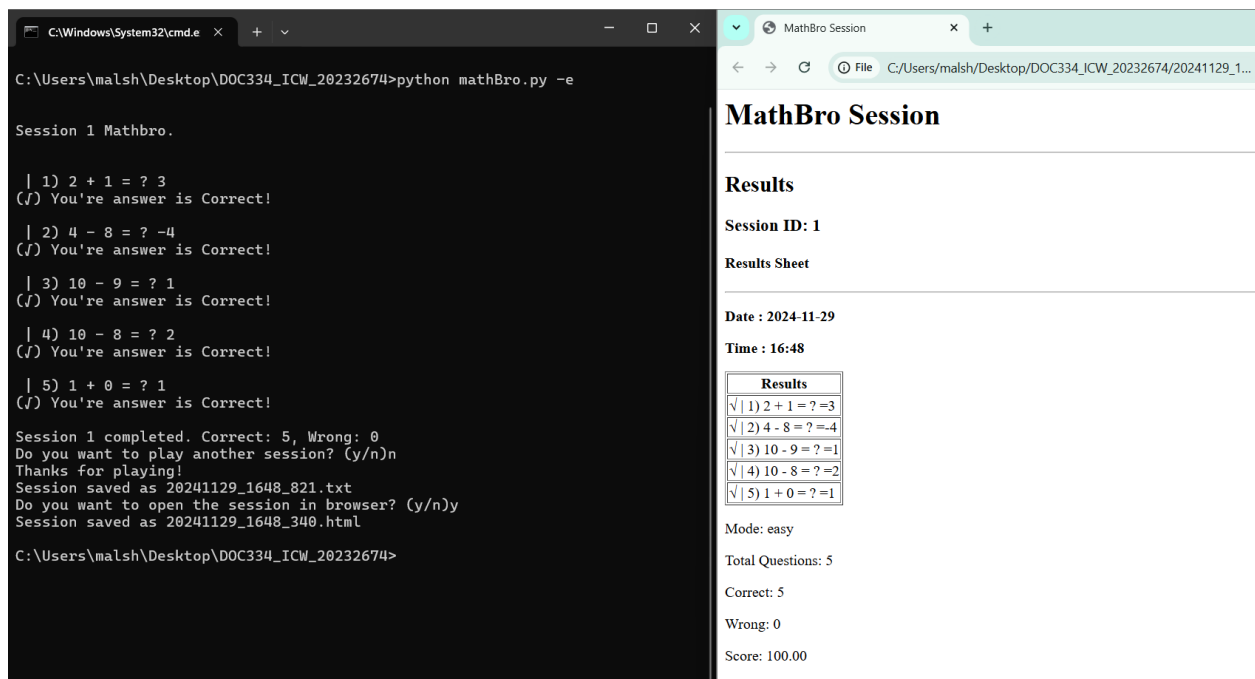 C:\Windows\System32\cmd.e
C:\Users\malsh\Desktop\DOC334_ICW_20232674>python mathBro.py -e
Session 1 Mathbro.
| 1) 2 + 1 = ? 3
(√) You're answer is Correct!
| 2) 4 - 8 = ? -4
(√) You're answer is Correct!
| 3) 10 - 9 = ? 1
(√) You're answer is Correct!
| 4) 10 - 8 = ? 2
(√) You're answer is Correct!
| 5) 1 + 0 = ? 1
(√) You're answer is Correct!
Session 1 completed. Correct: 5, Wrong: 0
Do you want to play another session? (y/n)n
Thanks for playing!
Session saved as 20241129_1648_821.txt
Do you want to open the session in browser? (y/n)y
Session saved as 20241129_1648_340.html
C:\Users\malsh\Desktop\DOC334_ICW_20232674>
MathBro Session
File C:/Users/malsh/Desktop/DOC334_ICW_20232674/20241129_1...
MathBro Session
Results
Session ID: 1
Results Sheet
Date : 2024-11-29
Time : 16:48
Results
√ | 1) 2 + 1 = ? =3
√ | 2) 4 - 8 = ? =-4
√ | 3) 10 - 9 = ? =1
√ | 4) 10 - 8 = ? =2
√ | 5) 1 + 0 = ? =1
Mode: easy
Total Questions: 5
Correct: 5
Wrong: 0
Score: 100.00